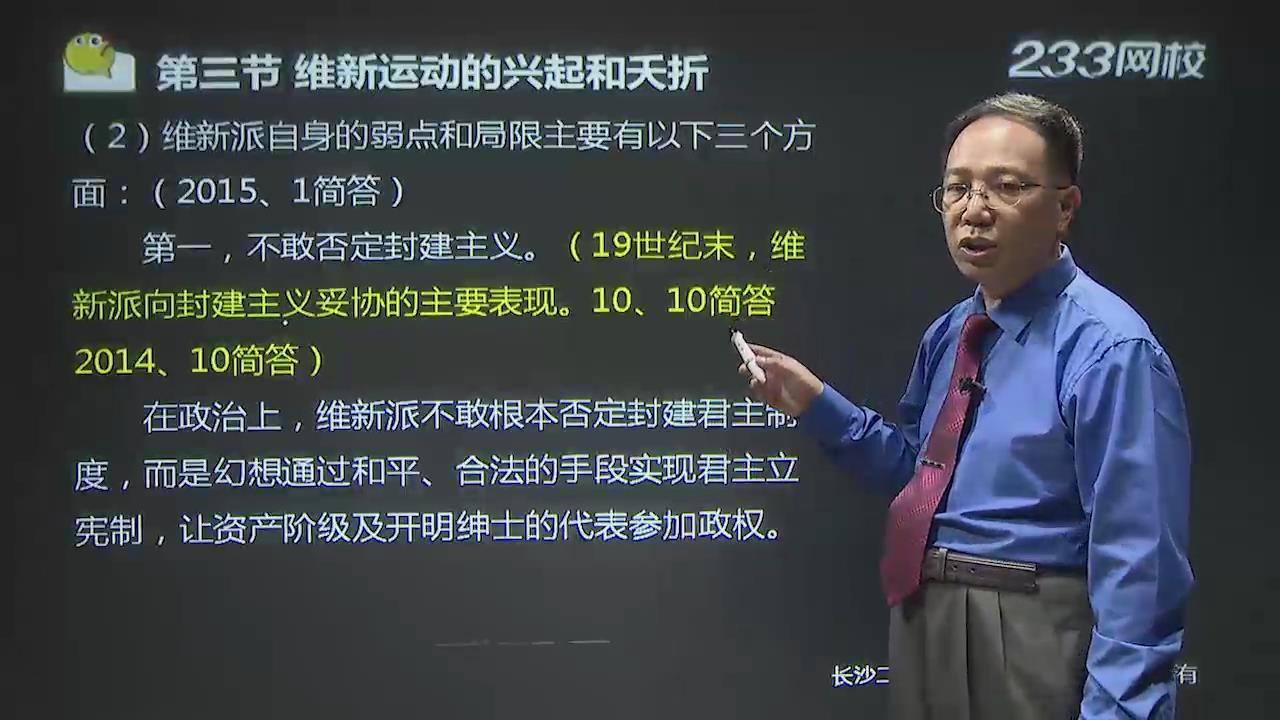 第三节 维新运动的兴起和夭折
233网校
（2）维新派自身的弱点和局限主要有以下三个方
面：（2015、1简答）
第一，不敢否定封建主义。（19世纪末，维
新派向封建主义妥协的主要表现。10、10简答
2014、10简答）
在政治上，维新派不敢根本否定封建君主制
度，而是幻想通过和平、合法的手段实现君主立
宪制，让资产阶级及开明绅士的代表参加政权。
长沙二 有